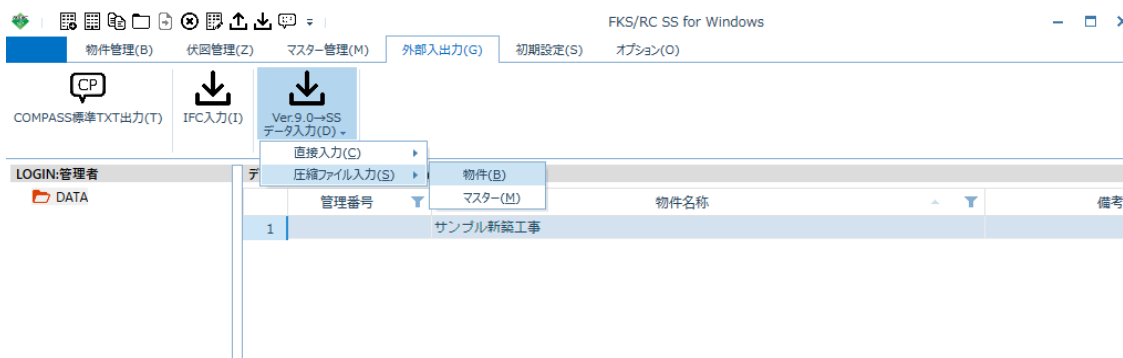 FKS/RC SS for Windows
物件管理(B) 伏図管理(Z) マスター管理(M) 外部入出力(G) 初期設定(S) オプション(O)
CP
COMPASS標準TXT出力(T) IFC入力(I) Ver.9.0→SS
データ入力(D)
直接入力(C)
圧縮ファイル入力(S) 物件(B)
マスター(M)
LOGIN:管理者 デ
DATA
管理番号 物件名称 備考
1 サンプル新築工事